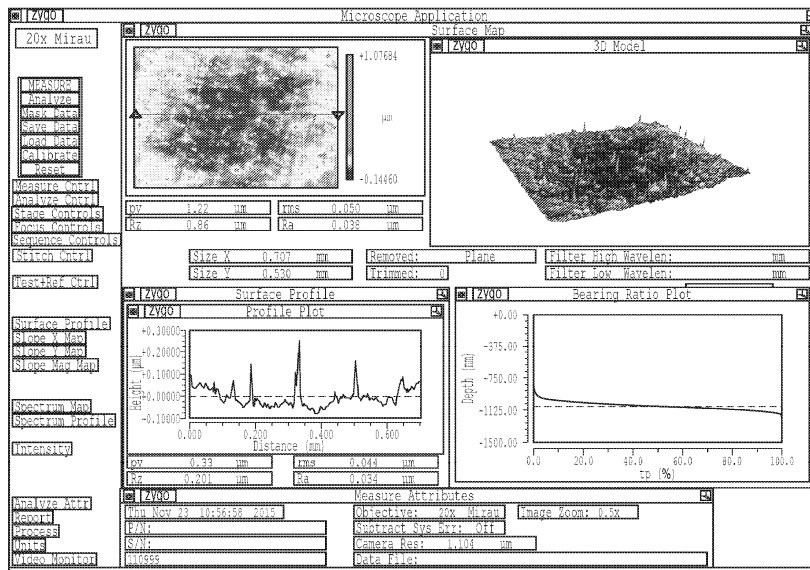 zygo Microscope Application
20x Mirau
MEASURE
Analyze
Mask Data
Save Data
Load Data
Calibrate
Reset
Measure Cntrl
Analyze Cntrl
Stage Controls
Focus Controls
Sequence Controls
Stitch Cntrl
Test+Ref Ctrl
Surface Profile
Slope X Map
Slope Y Map
Slope Mag Map
Spectrum Map
Spectrum Profile
Intensity
Analyze Attr
Report
Process
Units
Video Monitor
zygo Surface Map
+1.07684
µm
-0.14460
pv 1.22 µm rms 0.050 µm
Rz 0.86 µm Ra 0.038 µm
zygo 3D Model
Size X 0.707 mm Removed: Plane Filter High Wavelen: mm
Size Y 0.530 mm Trimmed: 0 Filter Low Wavelen: mm
zygo Surface Profile
zygo Profile Plot
Height (µm)
+0.30000
+0.20000
+0.10000
+0.00000
-0.10000
0.000 0.200 0.400 0.600
Distance (mm)
pv 0.33 µm rms 0.044 µm
Rz 0.201 µm Ra 0.034 µm
zygo Bearing Ratio Plot
Depth (nm)
+0.00
-375.00
-750.00
-1125.00
-1500.00
0.0 20.0 40.0 60.0 80.0 100.0
tp (%)
zygo Measure Attributes
Thu Nov 23 10:56:58 2015 Objective: 20x Mirau Image Zoom: 0.5x
P/N: Subtract Sys Err: Off
S/N: Camera Res: 1.104 µm
110999 Data File: